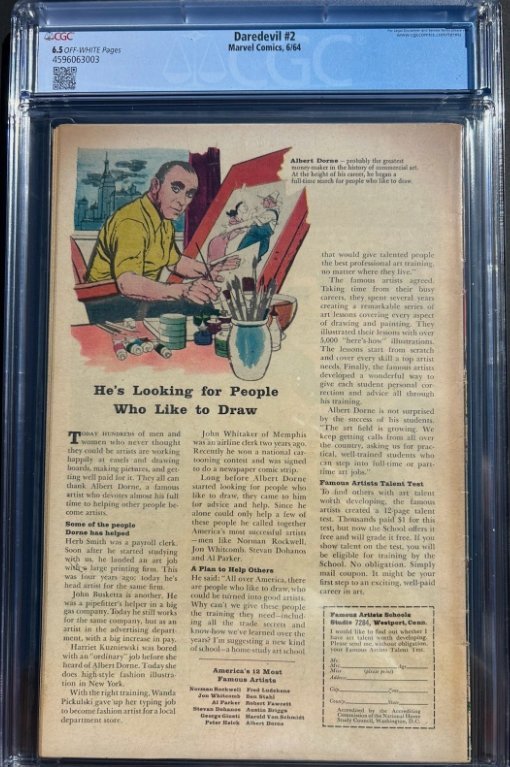 CGC
Daredevil #2
Marvel Comics, 6/64
6.5 OFF-WHITE Pages
4596063003
CGC
Albert Dorne – probably the greatest
money-maker in the history of commercial art.
At the height of his career, he began a
full-time search for people who like to draw.
He's Looking for People
Who Like to Draw
TODAY HUNDREDS of men and
women who never thought
they could be artists are working
happily at easels and drawing
boards, making pictures, and get-
ting well paid for it. They all can
thank Albert Dorne, a famous
artist who devotes almost his full
time to helping other people be-
come artists.
Some of the people
Dorne has helped
Herb Smith was a payroll clerk.
Soon after he started studying
with us, he landed an art job
with a large printing firm. This
was four years ago: today he's
head artist for the same firm.
John Busketta is another. He
was a pipefitter's helper in a big
gas company. Today he still works
for the same company, but as an
artist in the advertising depart-
ment, with a big increase in pay.
Harriet Kuzniewski was bored
with an "ordinary" job before she
heard of Albert Dorne. Today she
does high-style fashion illustra-
tion in New York.
With the right training, Wanda
Pickulski gave up her typing job
to become fashion artist for a local
department store.
John Whitaker of Memphis
was an airline clerk two years ago.
Recently he won a national car-
tooning contest and was signed
to do a newspaper comic strip.
Long before Albert Dorne
started looking for people who
like to draw, they came to him
for advice and help. Since he
alone could only help a few of
these people he called together
America's most successful artists
—men like Norman Rockwell,
Jon Whitcomb, Stevan Dohanos
and Al Parker.
A Plan to Help Others
He said: "All over America, there
are people who like to draw, who
could be turned into good artists.
Why can't we give these people
the training they need—includ-
ing all the trade secrets and
know-how we've learned over the
years? I'm suggesting a new kind
of school—a home study art school
America's 12 Most
Famous Artists
Norman Rockwell
Jon Whitcomb
Al Parker
Stevan Dohanos
George Giusti
Peter Helck
Fred Ludekens
Ben Stahl
Robert Fawcett
Austin Briggs
Harold Von Schmidt
Albert Dorne
that would give talented people
the best professional art training,
no matter where they live."
The famous artists agreed.
Taking time from their busy
careers, they spent several years
creating a remarkable series of
art lessons covering every aspect
of drawing and painting. They
illustrated their lessons with over
5,000 "here's-how" illustrations.
The lessons start from scratch
and cover every skill a top artist
needs. Finally, the famous artists
developed a wonderful way to
give each student personal cor-
rection and advice all through
his training.
Albert Dorne is not surprised
by the success of his students.
"The art field is growing. We
keep getting calls from all over
the country, asking us for prac-
tical, well-trained students who
can step into full-time or part-
time art jobs."
Famous Artists Talent Test
To find others with art talent
worth developing, the famous
artists created a 12-page talent
test. Thousands paid $1 for this
test, but now the School offers it
free and will grade it free. If you
show talent on the test, you will
be eligible for training by the
School. No obligation. Simply
mail coupon. It might be your
first step to an exciting, well-paid
career in art.
Famous Artists Schools
Studio 7284, Westport, Conn.
I would like to find out whether I
have art talent worth developing.
Please send me, without obligation,
your Famous Artists Talent Test.
Mr.
Mrs. Age
Miss (please print)
Address
City Zone
County State
Accredited by the Accrediting
Commission of the National Home
Study Council, Washington, D.C.